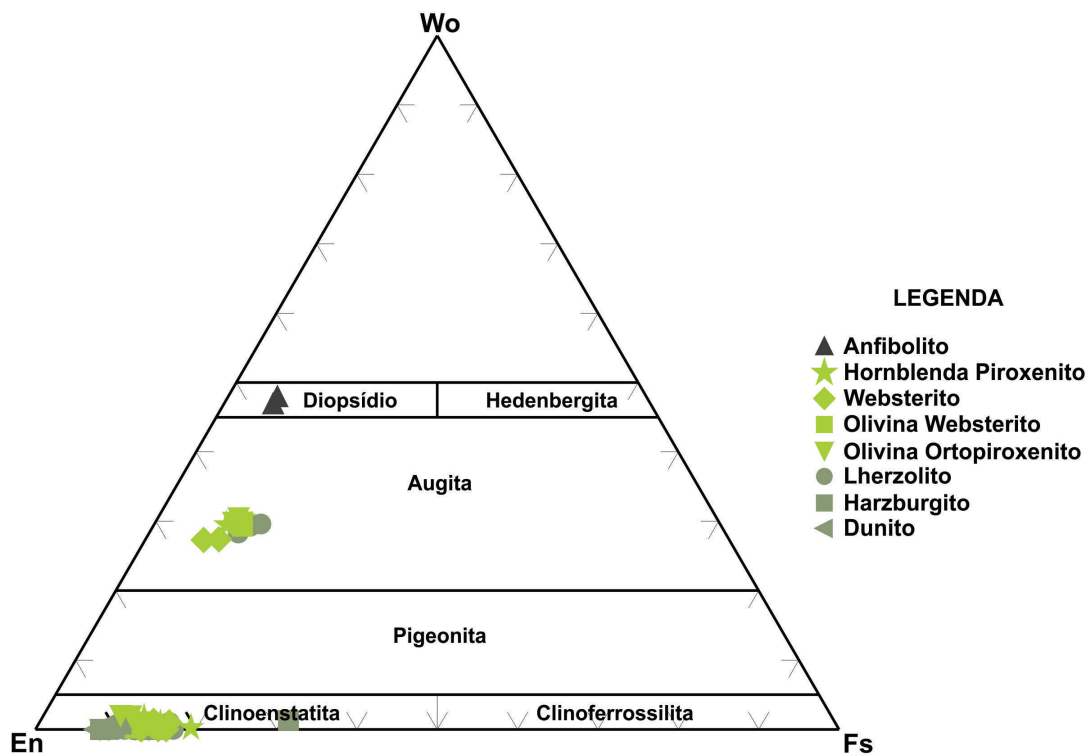 Wo
Diopsídio
Hedenbergita
Augita
Pigeonita
Clinoenstatita
Clinoferrossilita
En
Fs
LEGENDA
Anfibolito
Hornblenda Piroxenito
Websterito
Olivina Websterito
Olivina Ortopiroxenito
Lherzolito
Harzburgito
Dunito